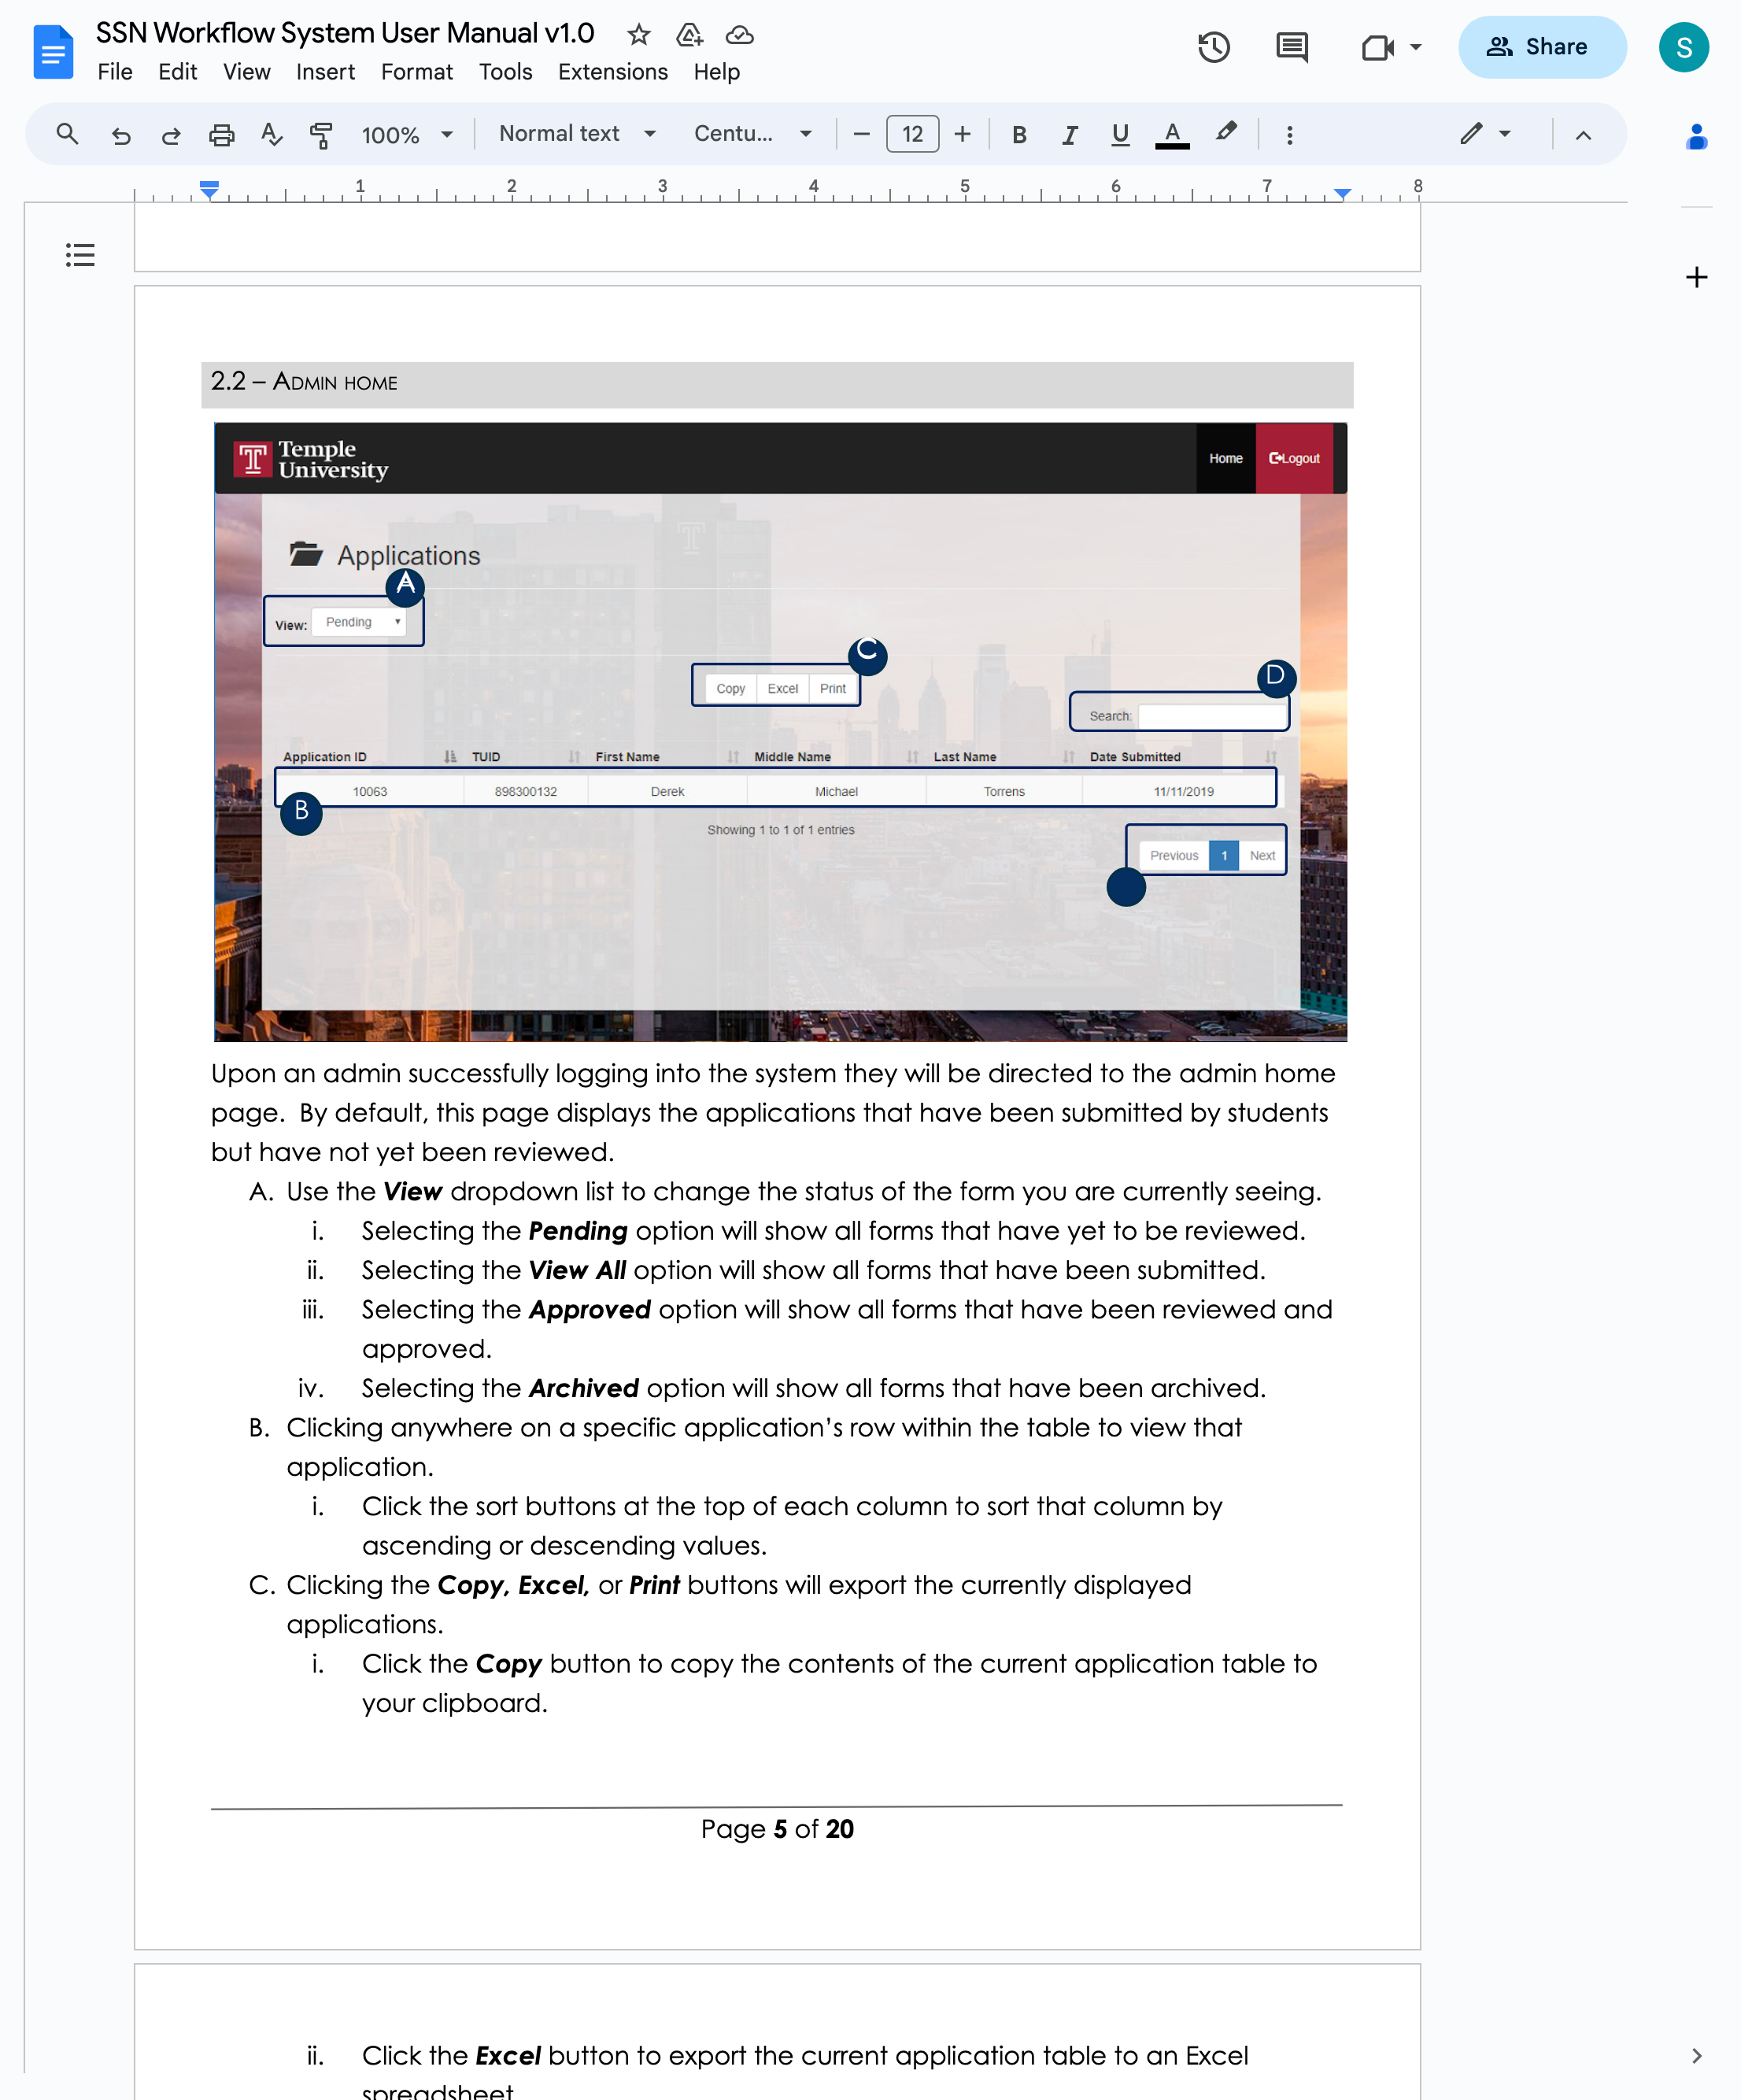 SSN Workflow System User Manual v1.0
File Edit View Insert Format Tools Extensions Help
Share
S
100% Normal text Centu... 12 B I U A
1 2 3 4 5 6 7 8
2.2 – Admin home
Temple
University
Home Logout
Applications
A
View: Pending
C
Copy Excel Print
D
Search:
Application ID TUID First Name Middle Name Last Name Date Submitted
10063 898300132 Derek Michael Torrens 11/11/2019
B
Showing 1 to 1 of 1 entries
Previous 1 Next
Upon an admin successfully logging into the system they will be directed to the admin home
page. By default, this page displays the applications that have been submitted by students
but have not yet been reviewed.
A. Use the View dropdown list to change the status of the form you are currently seeing.
i. Selecting the Pending option will show all forms that have yet to be reviewed.
ii. Selecting the View All option will show all forms that have been submitted.
iii. Selecting the Approved option will show all forms that have been reviewed and
approved.
iv. Selecting the Archived option will show all forms that have been archived.
B. Clicking anywhere on a specific application’s row within the table to view that
application.
i. Click the sort buttons at the top of each column to sort that column by
ascending or descending values.
C. Clicking the Copy, Excel, or Print buttons will export the currently displayed
applications.
i. Click the Copy button to copy the contents of the current application table to
your clipboard.
Page 5 of 20
ii. Click the Excel button to export the current application table to an Excel
spreadsheet